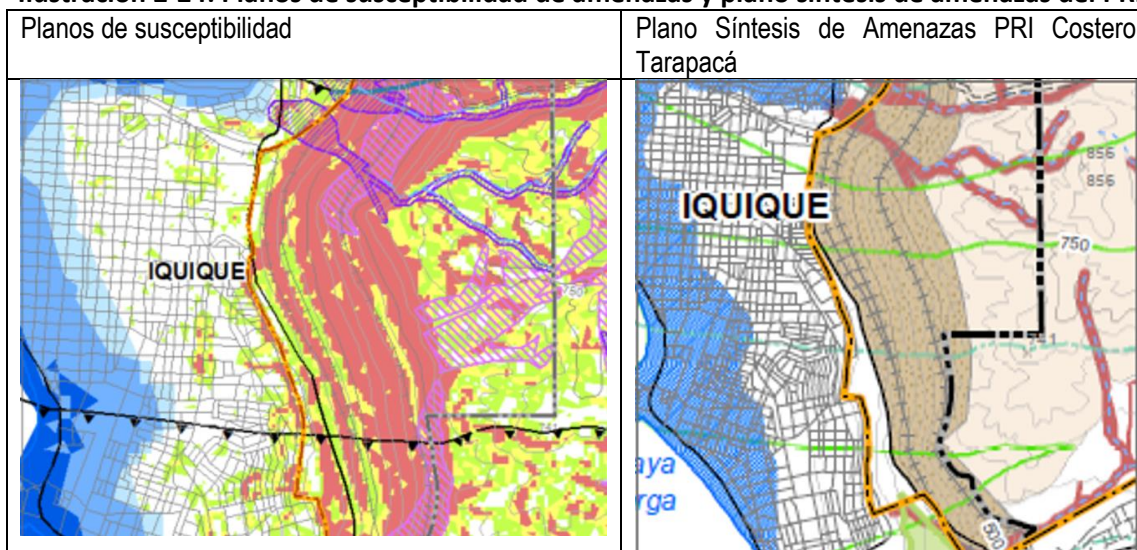 Planos de susceptibilidad
Plano Síntesis de Amenazas PRI Costero
Tarapacá
IQUIQUE
750
IQUIQUE
856
856
750
aya
rga
500